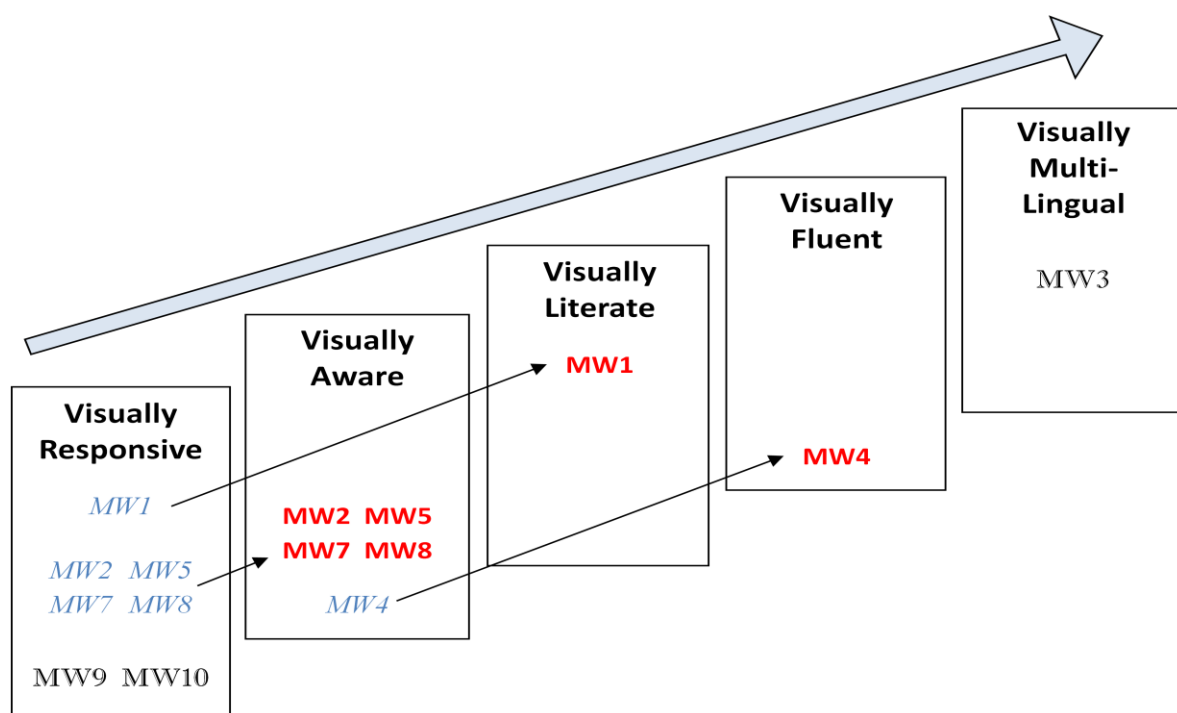 Visually
Responsive
MW1
MW2 MW5
MW7 MW8
MW9 MW10
Visually
Aware
MW2 MW5
MW7 MW8
MW4
Visually
Literate
MW1
Visually
Fluent
MW4
Visually
Multi-
Lingual
MW3